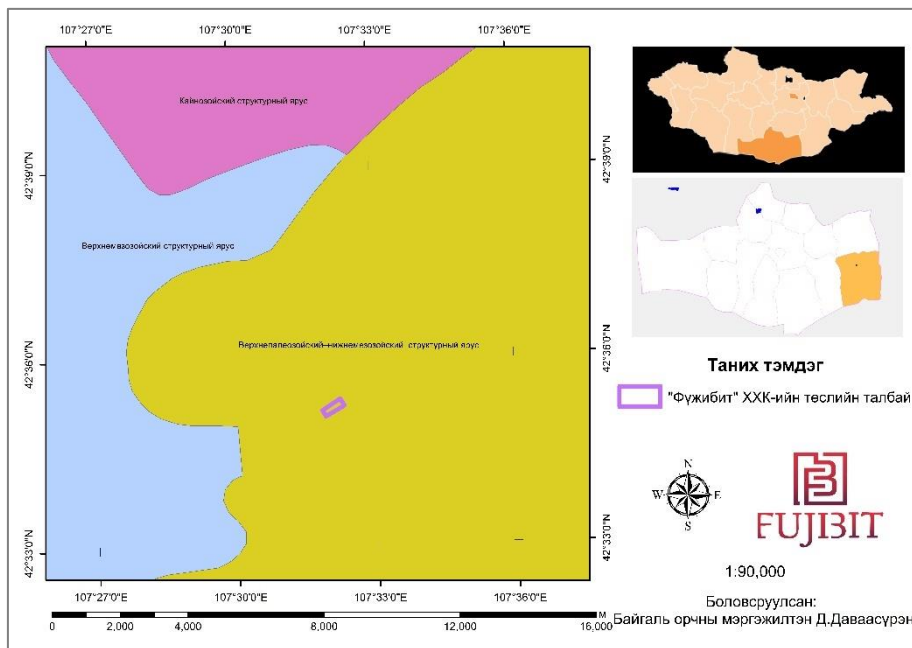 107°27'0"E 107°30'0"E 107°33'0"E 107°36'0"E
42°39'0"N
42°36'0"N
42°33'0"N
Кайнозойский структурный ярус
Верхнемазозойский структурный ярус
Верхнепалеозойский-нижнемезозойский структурный ярус
42°39'0"N
42°36'0"N
42°33'0"N
107°27'0"E 107°30'0"E 107°33'0"E 107°36'0"E
M
0 2,000 4,000 8,000 12,000 16,000
Таних тэмдэг
"Фүжибит" ХХК-ийн төслийн талбай
N
W E
S
FUJIBIT
1:90,000
Боловсруулсан:
Байгаль орчны мэргэжилтэн Д.Даваасүрэн